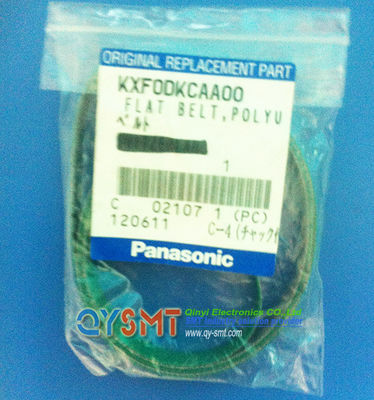 ORIGINAL REPLACEMENT PART
KXF0DKCAA00
FLAT BELT,POLYU
ベルト
1
C 02107 1 (PC)
120611 C-4(チャック
Panasonic
QYSMT
Qinyi Electronics CO,.Ltd
www.qy-smt.com